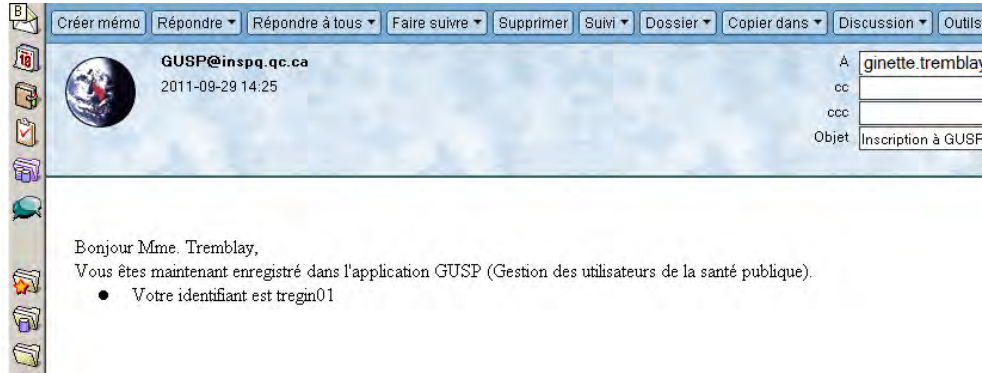 B
Créer mémo Répondre Répondre à tous Faire suivre Supprimer Suivi Dossier Copier dans Discussion Outils
18
GUSP@inspq.qc.ca
2011-09-29 14:25
A ginette.tremblay
cc
ccc
Objet Inscription à GUSP
Bonjour Mme. Tremblay,
Vous êtes maintenant enregistré dans l'application GUSP (Gestion des utilisateurs de la santé publique).
● Votre identifiant est tregin01